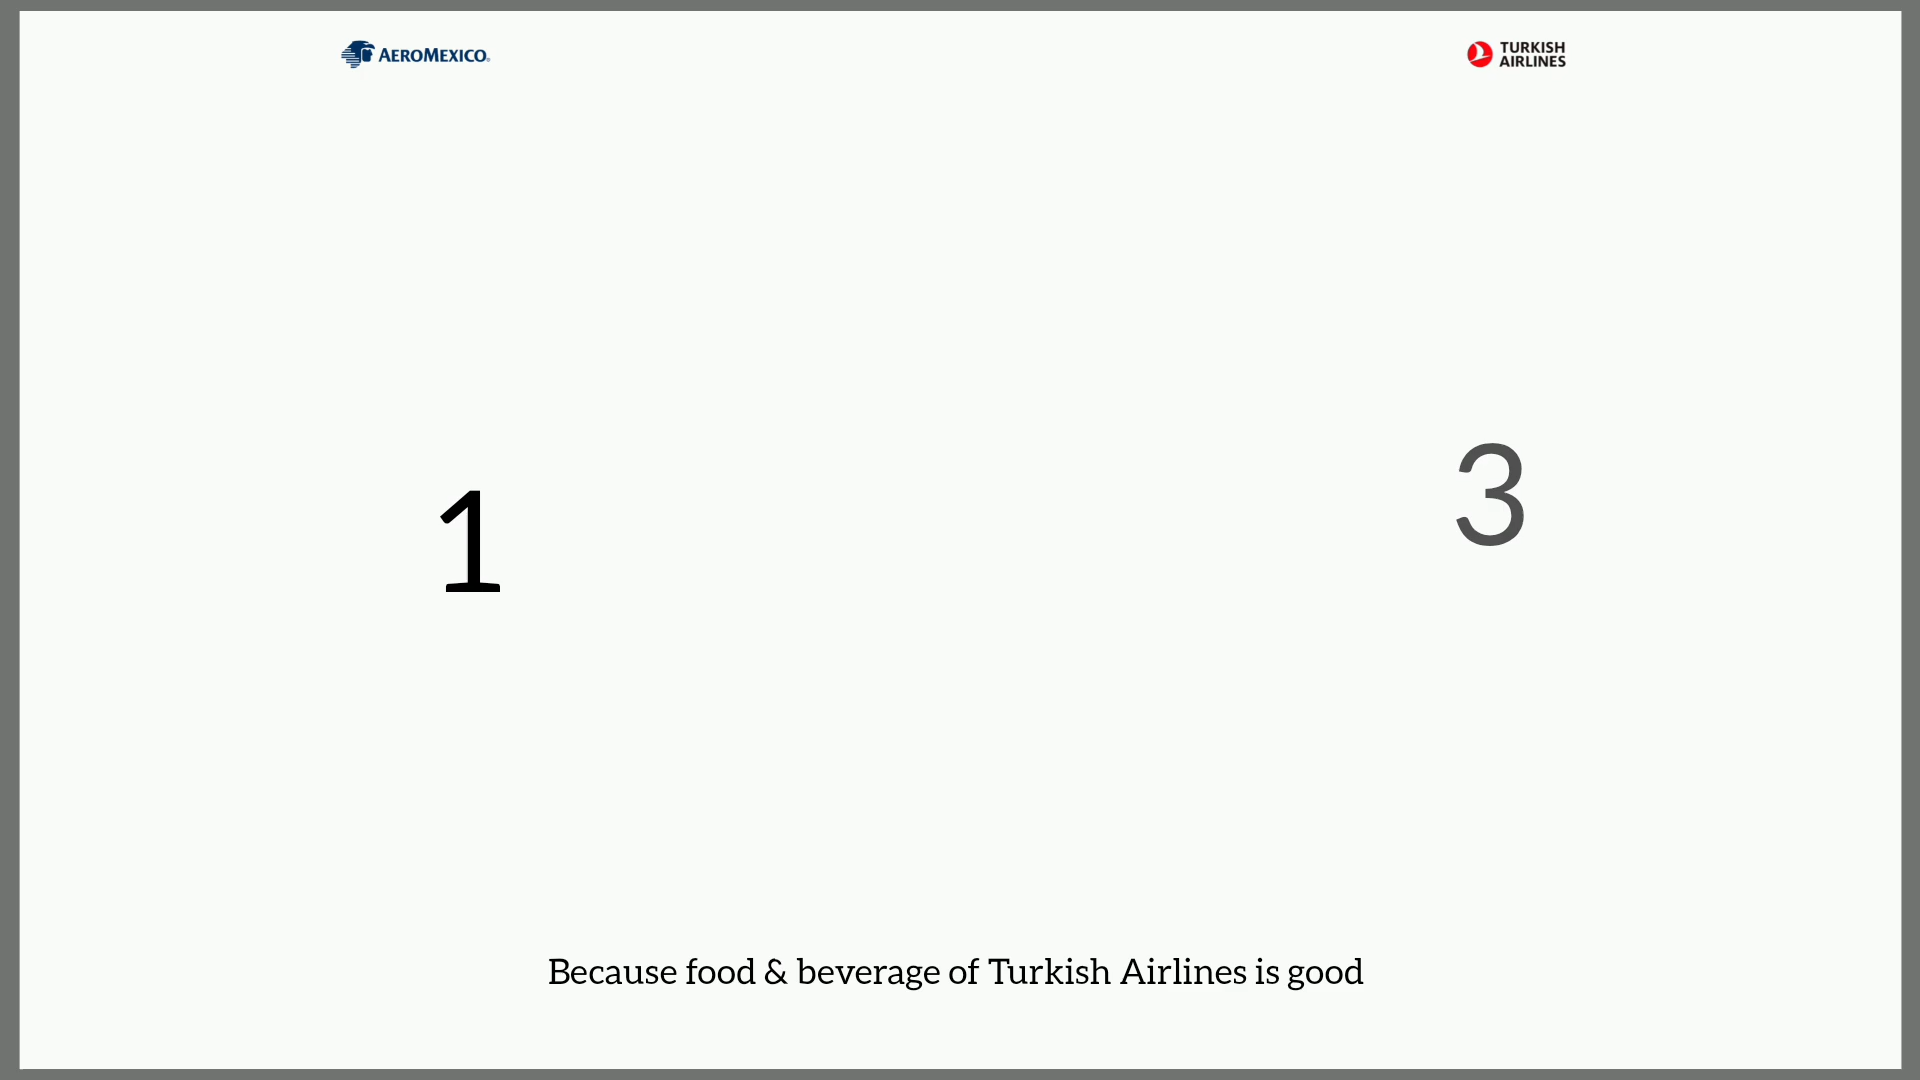 AEROMEXICO
TURKISH
AIRLINES
1
3
Because food & beverage of Turkish Airlines is good